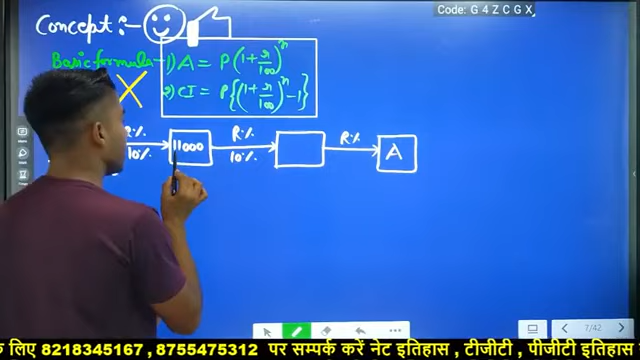 Code: G 4 Z C G X
Concept :-
Basic formula - 1) A = P(1+r/100)^n
2) CI = P{(1+r/100)^n -1}
R% R% R%
11000 A
10% 10%
7/42
के लिए 8218345167 , 8755475312 पर सम्पर्क करें नेट इतिहास , टीजीटी , पीजीटी इतिहास